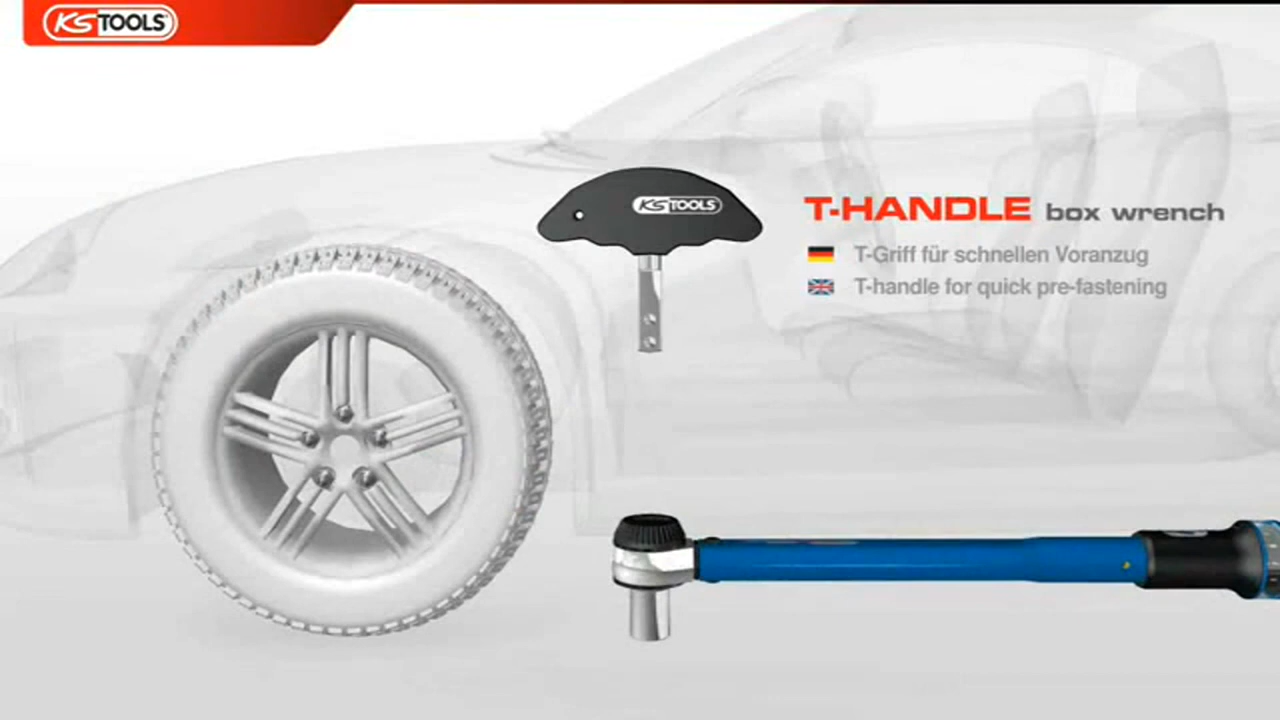 KS TOOLS
KS TOOLS
T-HANDLE box wrench
T-Griff für schnellen Voranzug
T-handle for quick pre-fastening